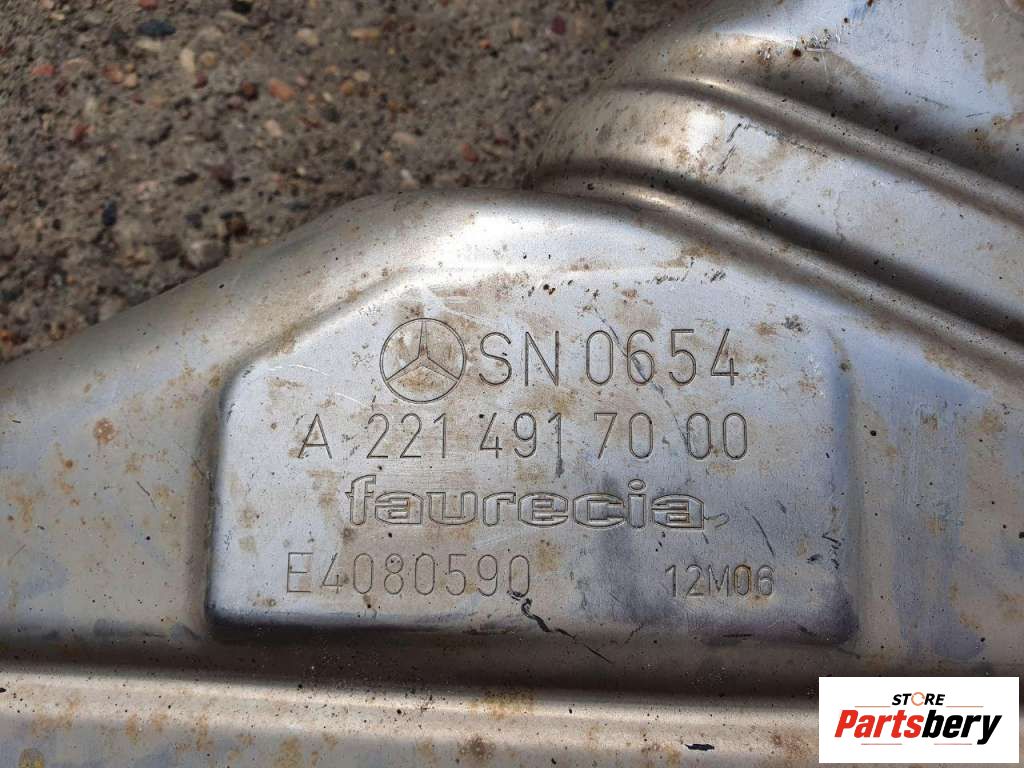 SN 0654
A 221 491 70 00
faurecia
E4080590 12M06
STORE
Partsbery